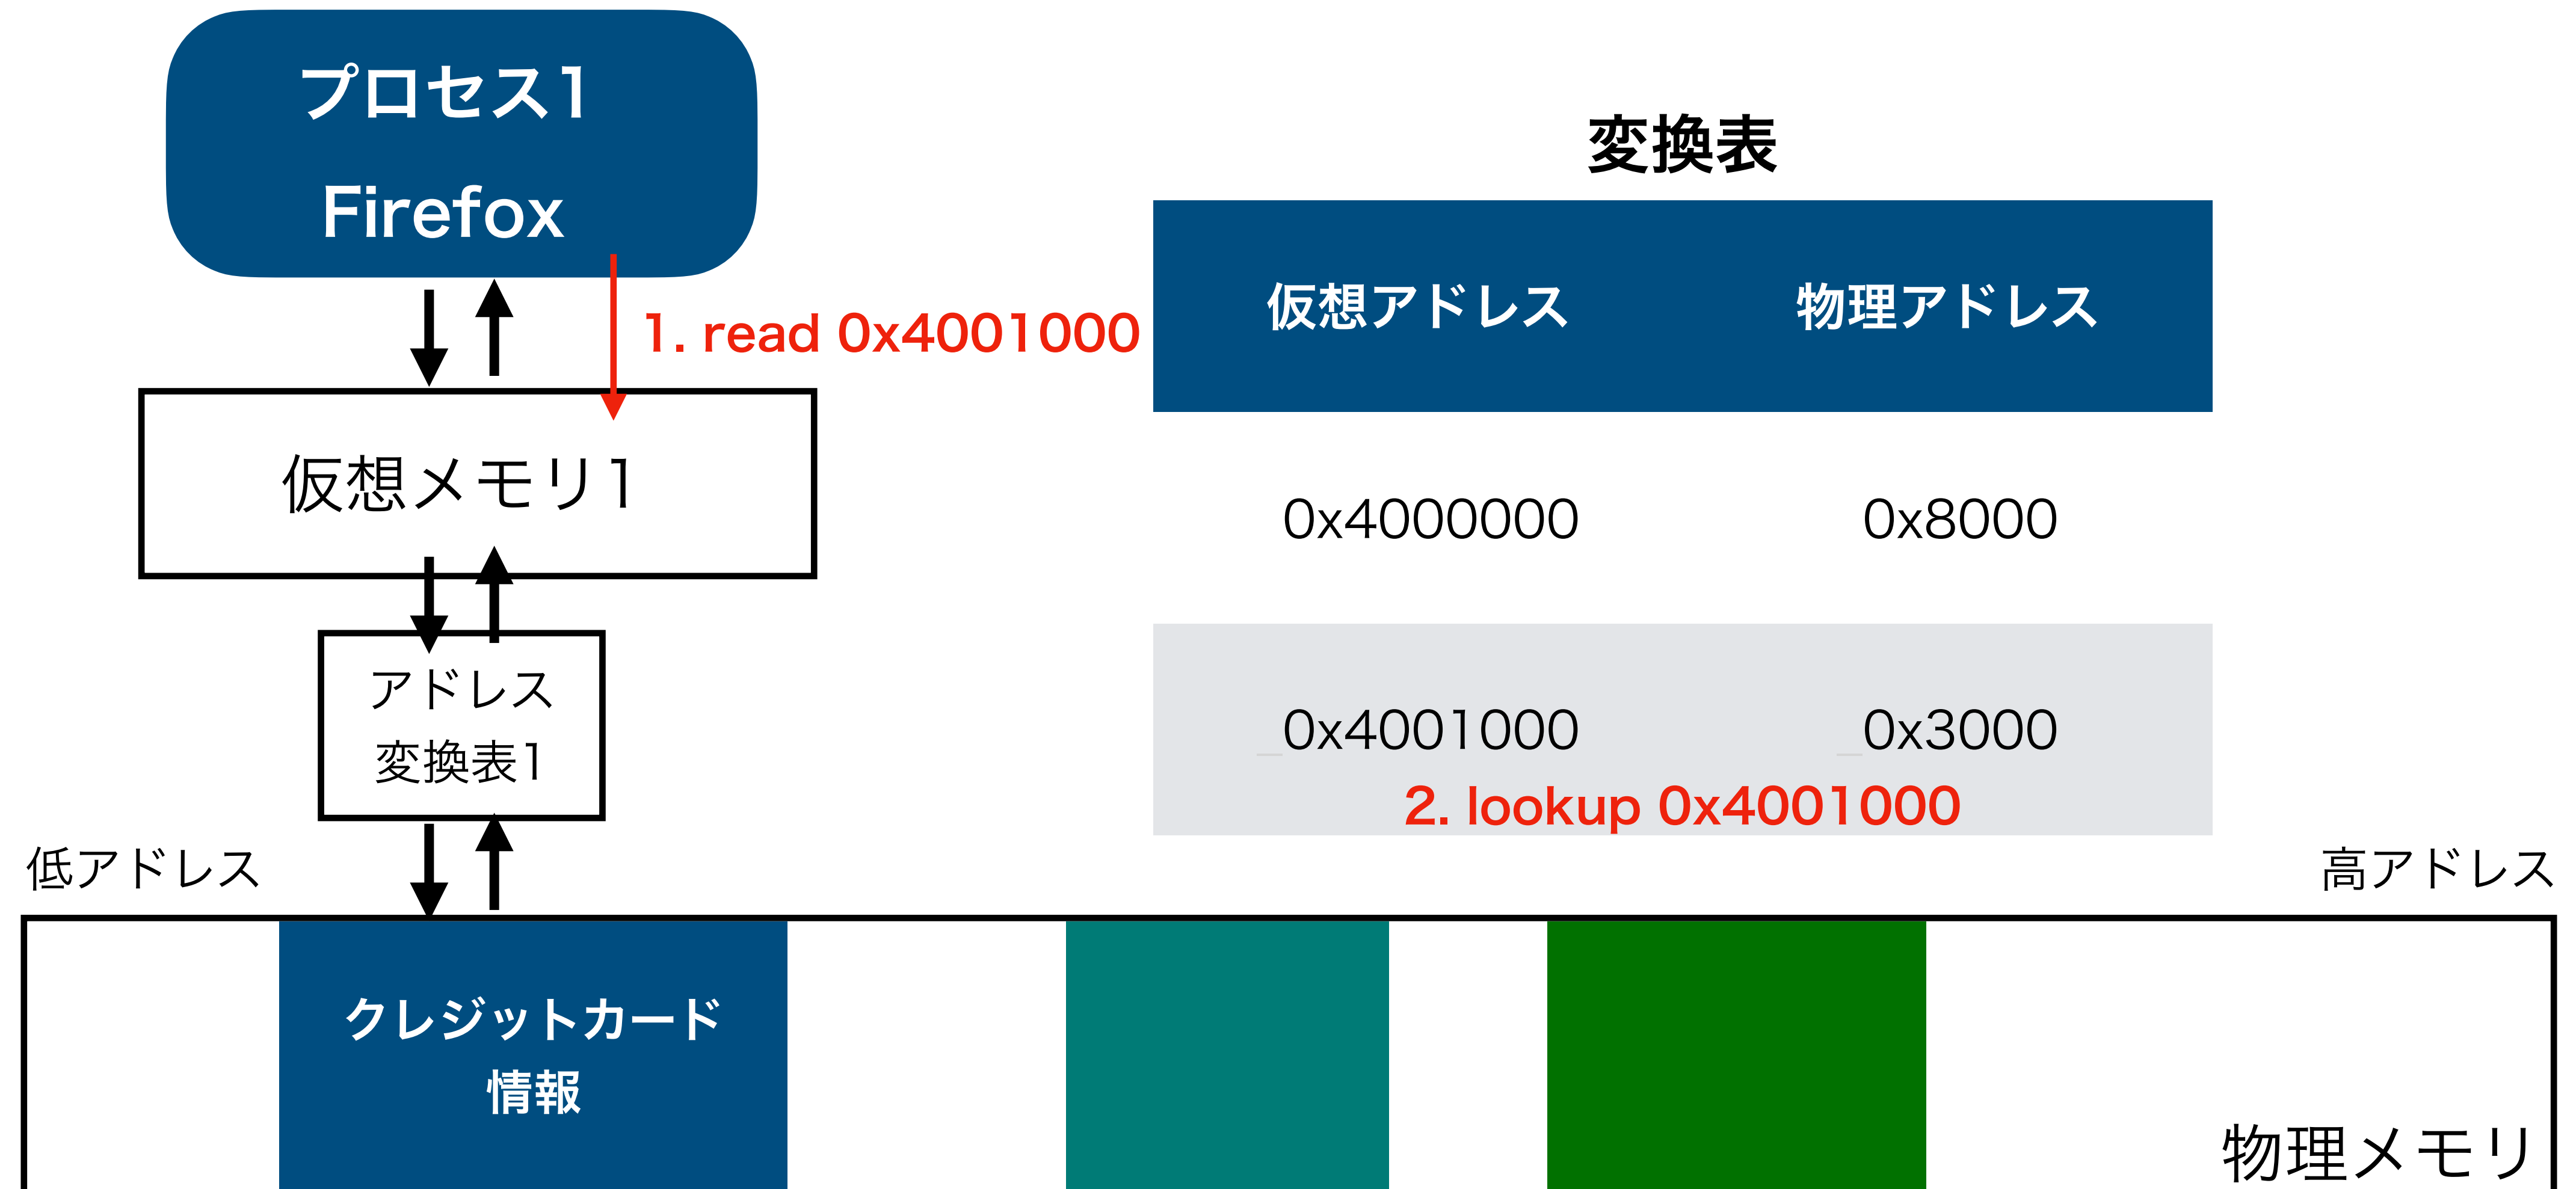 プロセス1
Firefox
1. read 0x4001000
仮想メモリ1
アドレス
変換表1
変換表
仮想アドレス 物理アドレス
0x4000000 0x8000
_0x4001000 _0x3000
2. lookup 0x4001000
低アドレス
高アドレス
クレジットカード
情報
物理メモリ